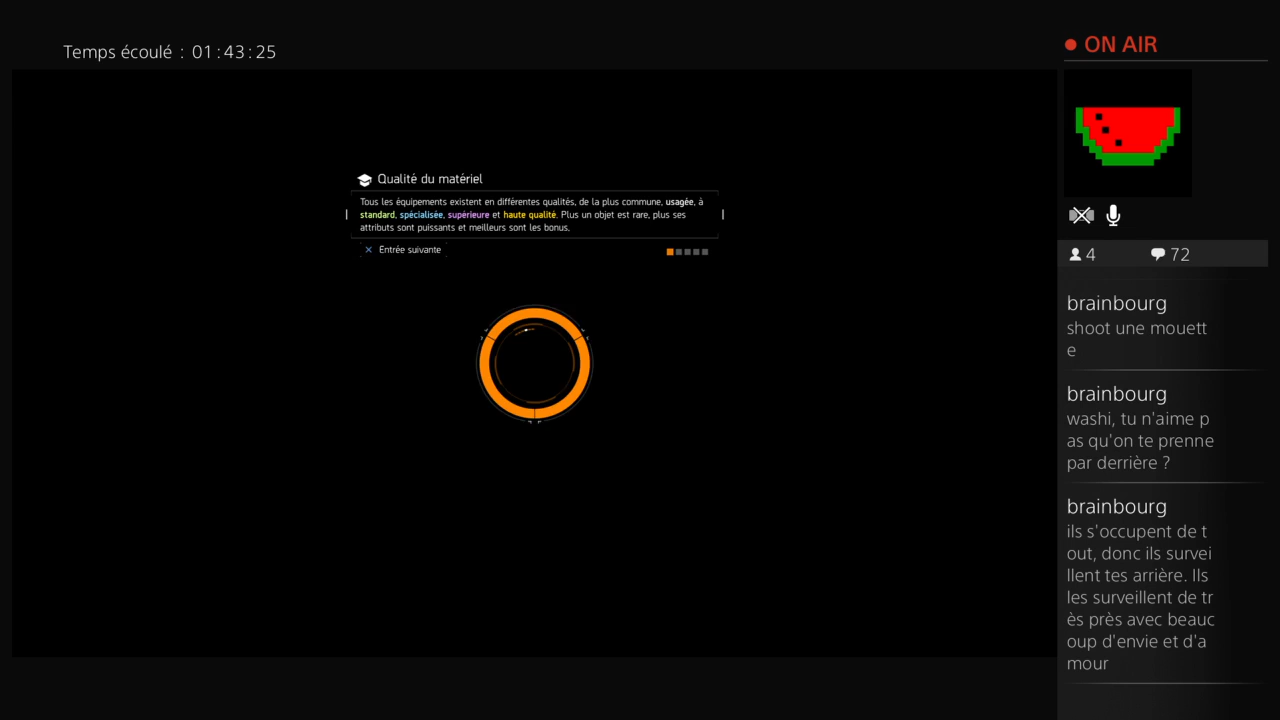 Temps écoulé : 01:43:25
Qualité du matériel
Tous les équipements existent en différentes qualités, de la plus commune, usagée, à
standard, spécialisée, supérieure et haute qualité. Plus un objet est rare, plus ses
attributs sont puissants et meilleurs sont les bonus.
Entrée suivante
ON AIR
4
72
brainbourg
shoot une mouett
e
brainbourg
washi, tu n'aime p
as qu'on te prenne
par derrière ?
brainbourg
ils s'occupent de t
out, donc ils survei
llent tes arrière. Ils
les surveillent de tr
ès près avec beauc
oup d'envie et d'a
mour